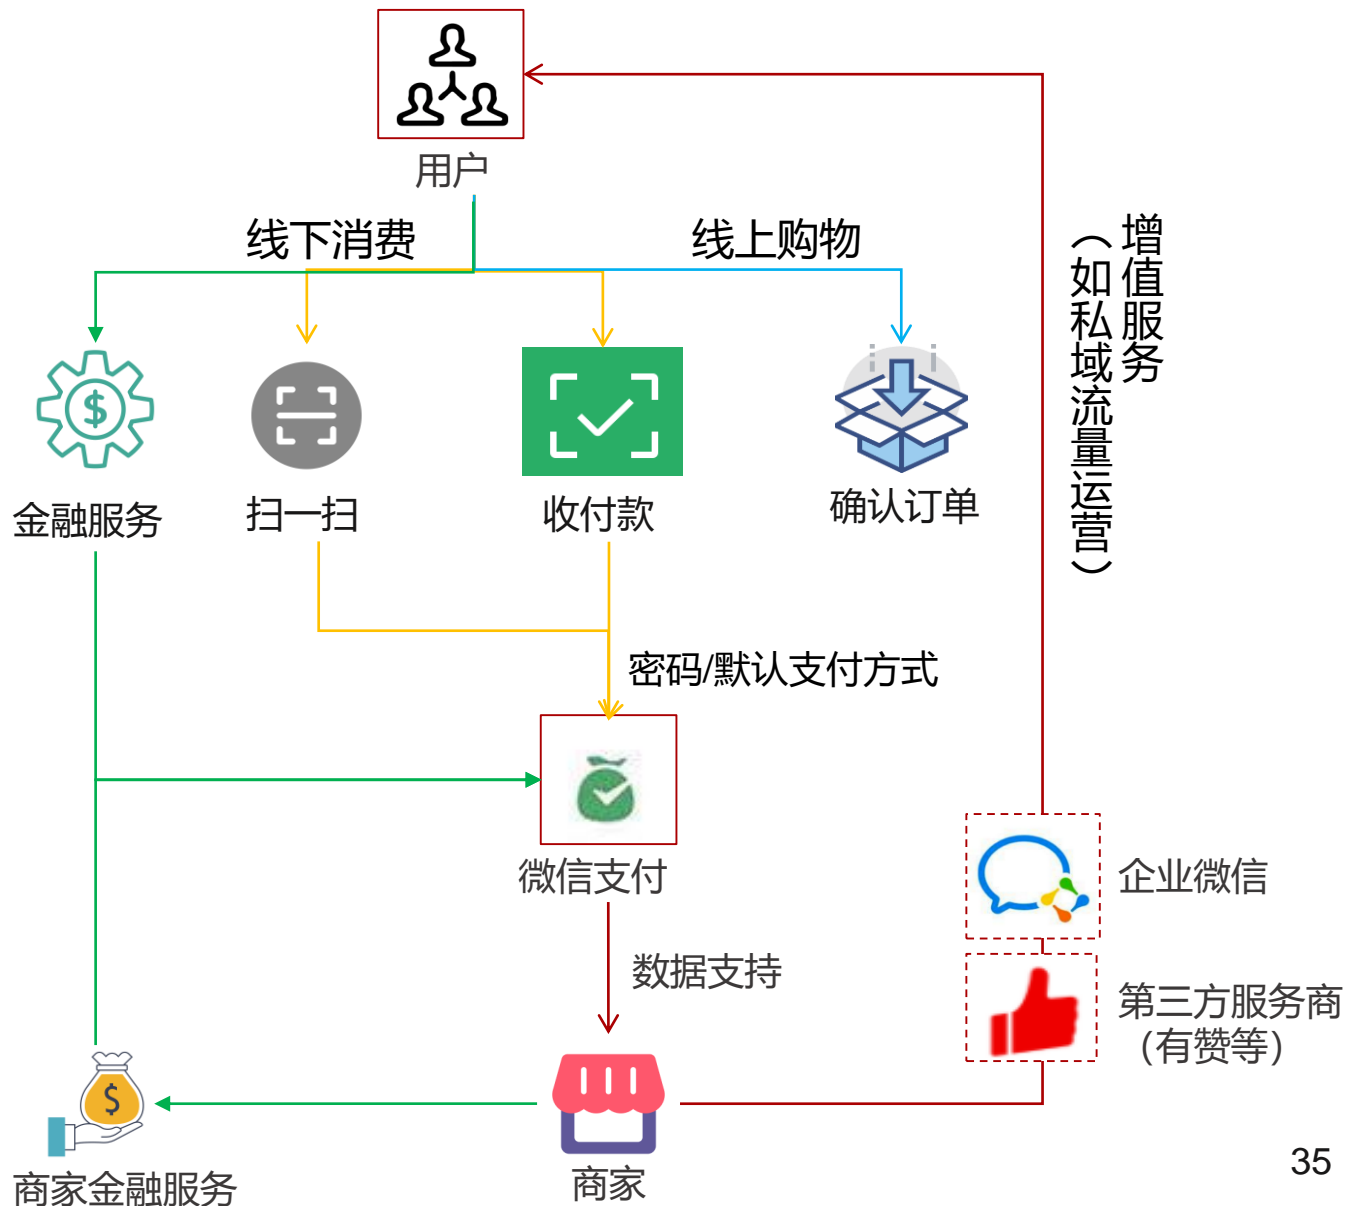 用户
线下消费
线上购物
增值服务
（如私域流量运营）
$
金融服务
扫一扫
收付款
确认订单
密码/默认支付方式
微信支付
企业微信
数据支持
第三方服务商
（有赞等）
$
商家金融服务
商家
35